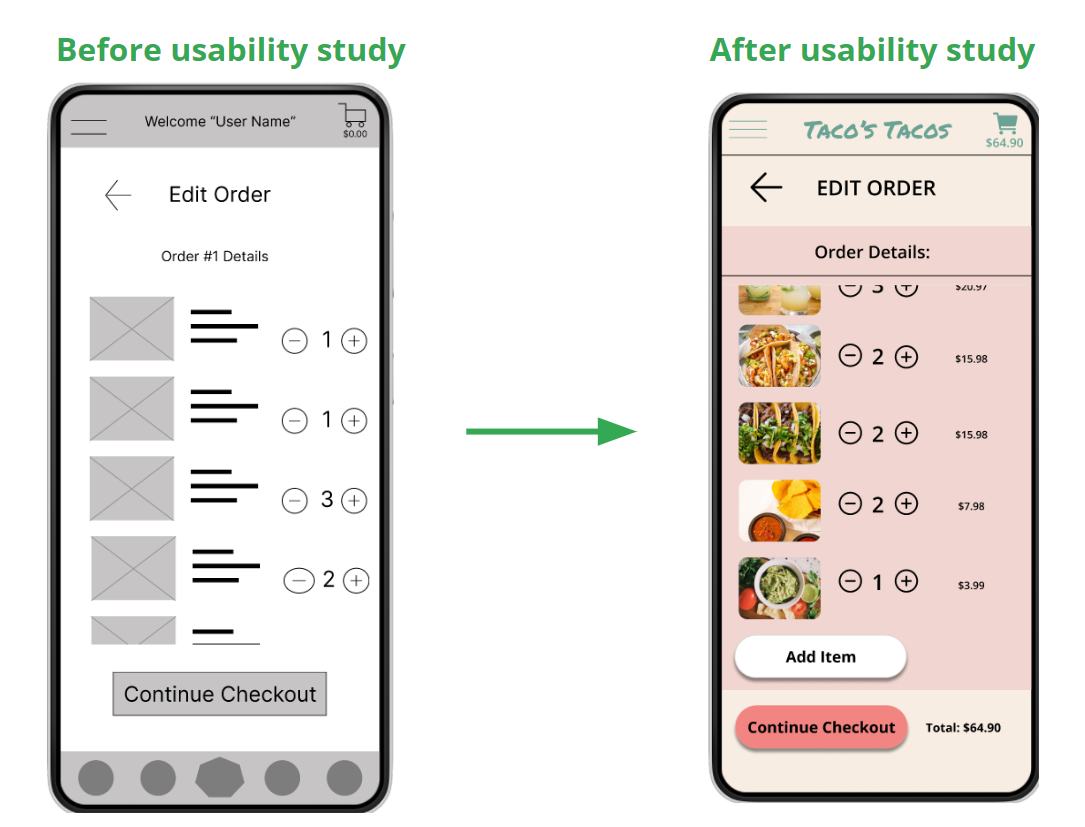 Before usability study
Welcome “User Name”
$0.00
Edit Order
Order #1 Details
1
1
3
2
Continue Checkout
After usability study
Taco's Tacos
$64.90
EDIT ORDER
Order Details:
3 $20.97
2 $15.98
2 $15.98
2 $7.98
1 $3.99
Add Item
Continue Checkout Total: $64.90